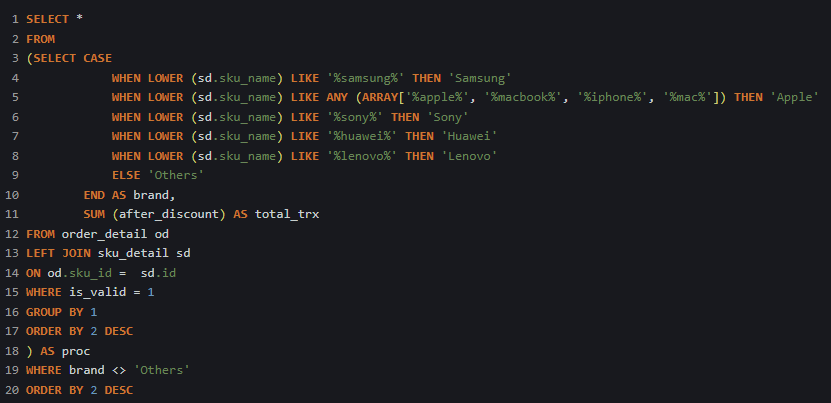 1 SELECT *
2 FROM
3 (SELECT CASE
4 WHEN LOWER (sd.sku_name) LIKE '%samsung%' THEN 'Samsung'
5 WHEN LOWER (sd.sku_name) LIKE ANY (ARRAY['%apple%', '%macbook%', '%iphone%', '%mac%']) THEN 'Apple'
6 WHEN LOWER (sd.sku_name) LIKE '%sony%' THEN 'Sony'
7 WHEN LOWER (sd.sku_name) LIKE '%huawei%' THEN 'Huawei'
8 WHEN LOWER (sd.sku_name) LIKE '%lenovo%' THEN 'Lenovo'
9 ELSE 'Others'
10 END AS brand,
11 SUM (after_discount) AS total_trx
12 FROM order_detail od
13 LEFT JOIN sku_detail sd
14 ON od.sku_id =  sd.id
15 WHERE is_valid = 1
16 GROUP BY 1
17 ORDER BY 2 DESC
18 ) AS proc
19 WHERE brand <> 'Others'
20 ORDER BY 2 DESC